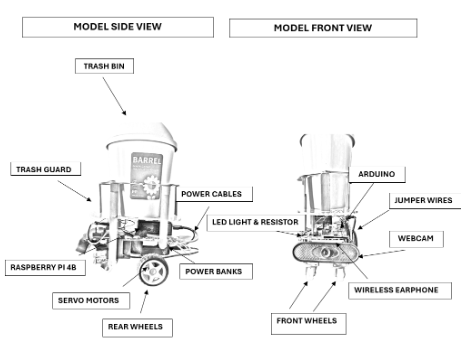 MODEL SIDE VIEW
MODEL FRONT VIEW
TRASH BIN
BARREL
TRASH GUARD
POWER CABLES
ARDUINO
LED LIGHT & RESISTOR
JUMPER WIRES
WEBCAM
RASPBERRY PI 4B
POWER BANKS
SERVO MOTORS
WIRELESS EARPHONE
REAR WHEELS
FRONT WHEELS